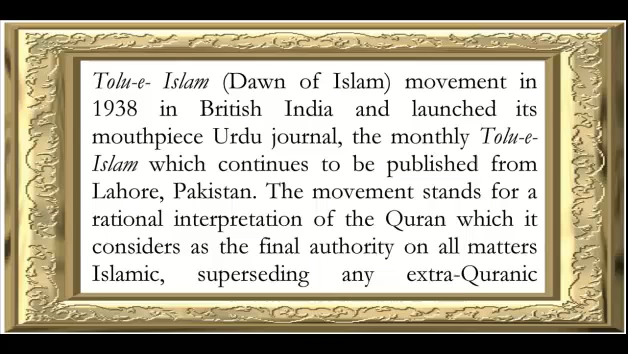 Tolu-e- Islam (Dawn of Islam) movement in
1938 in British India and launched its
mouthpiece Urdu journal, the monthly Tolu-e-
Islam which continues to be published from
Lahore, Pakistan. The movement stands for a
rational interpretation of the Quran which it
considers as the final authority on all matters
Islamic, superseding any extra-Quranic